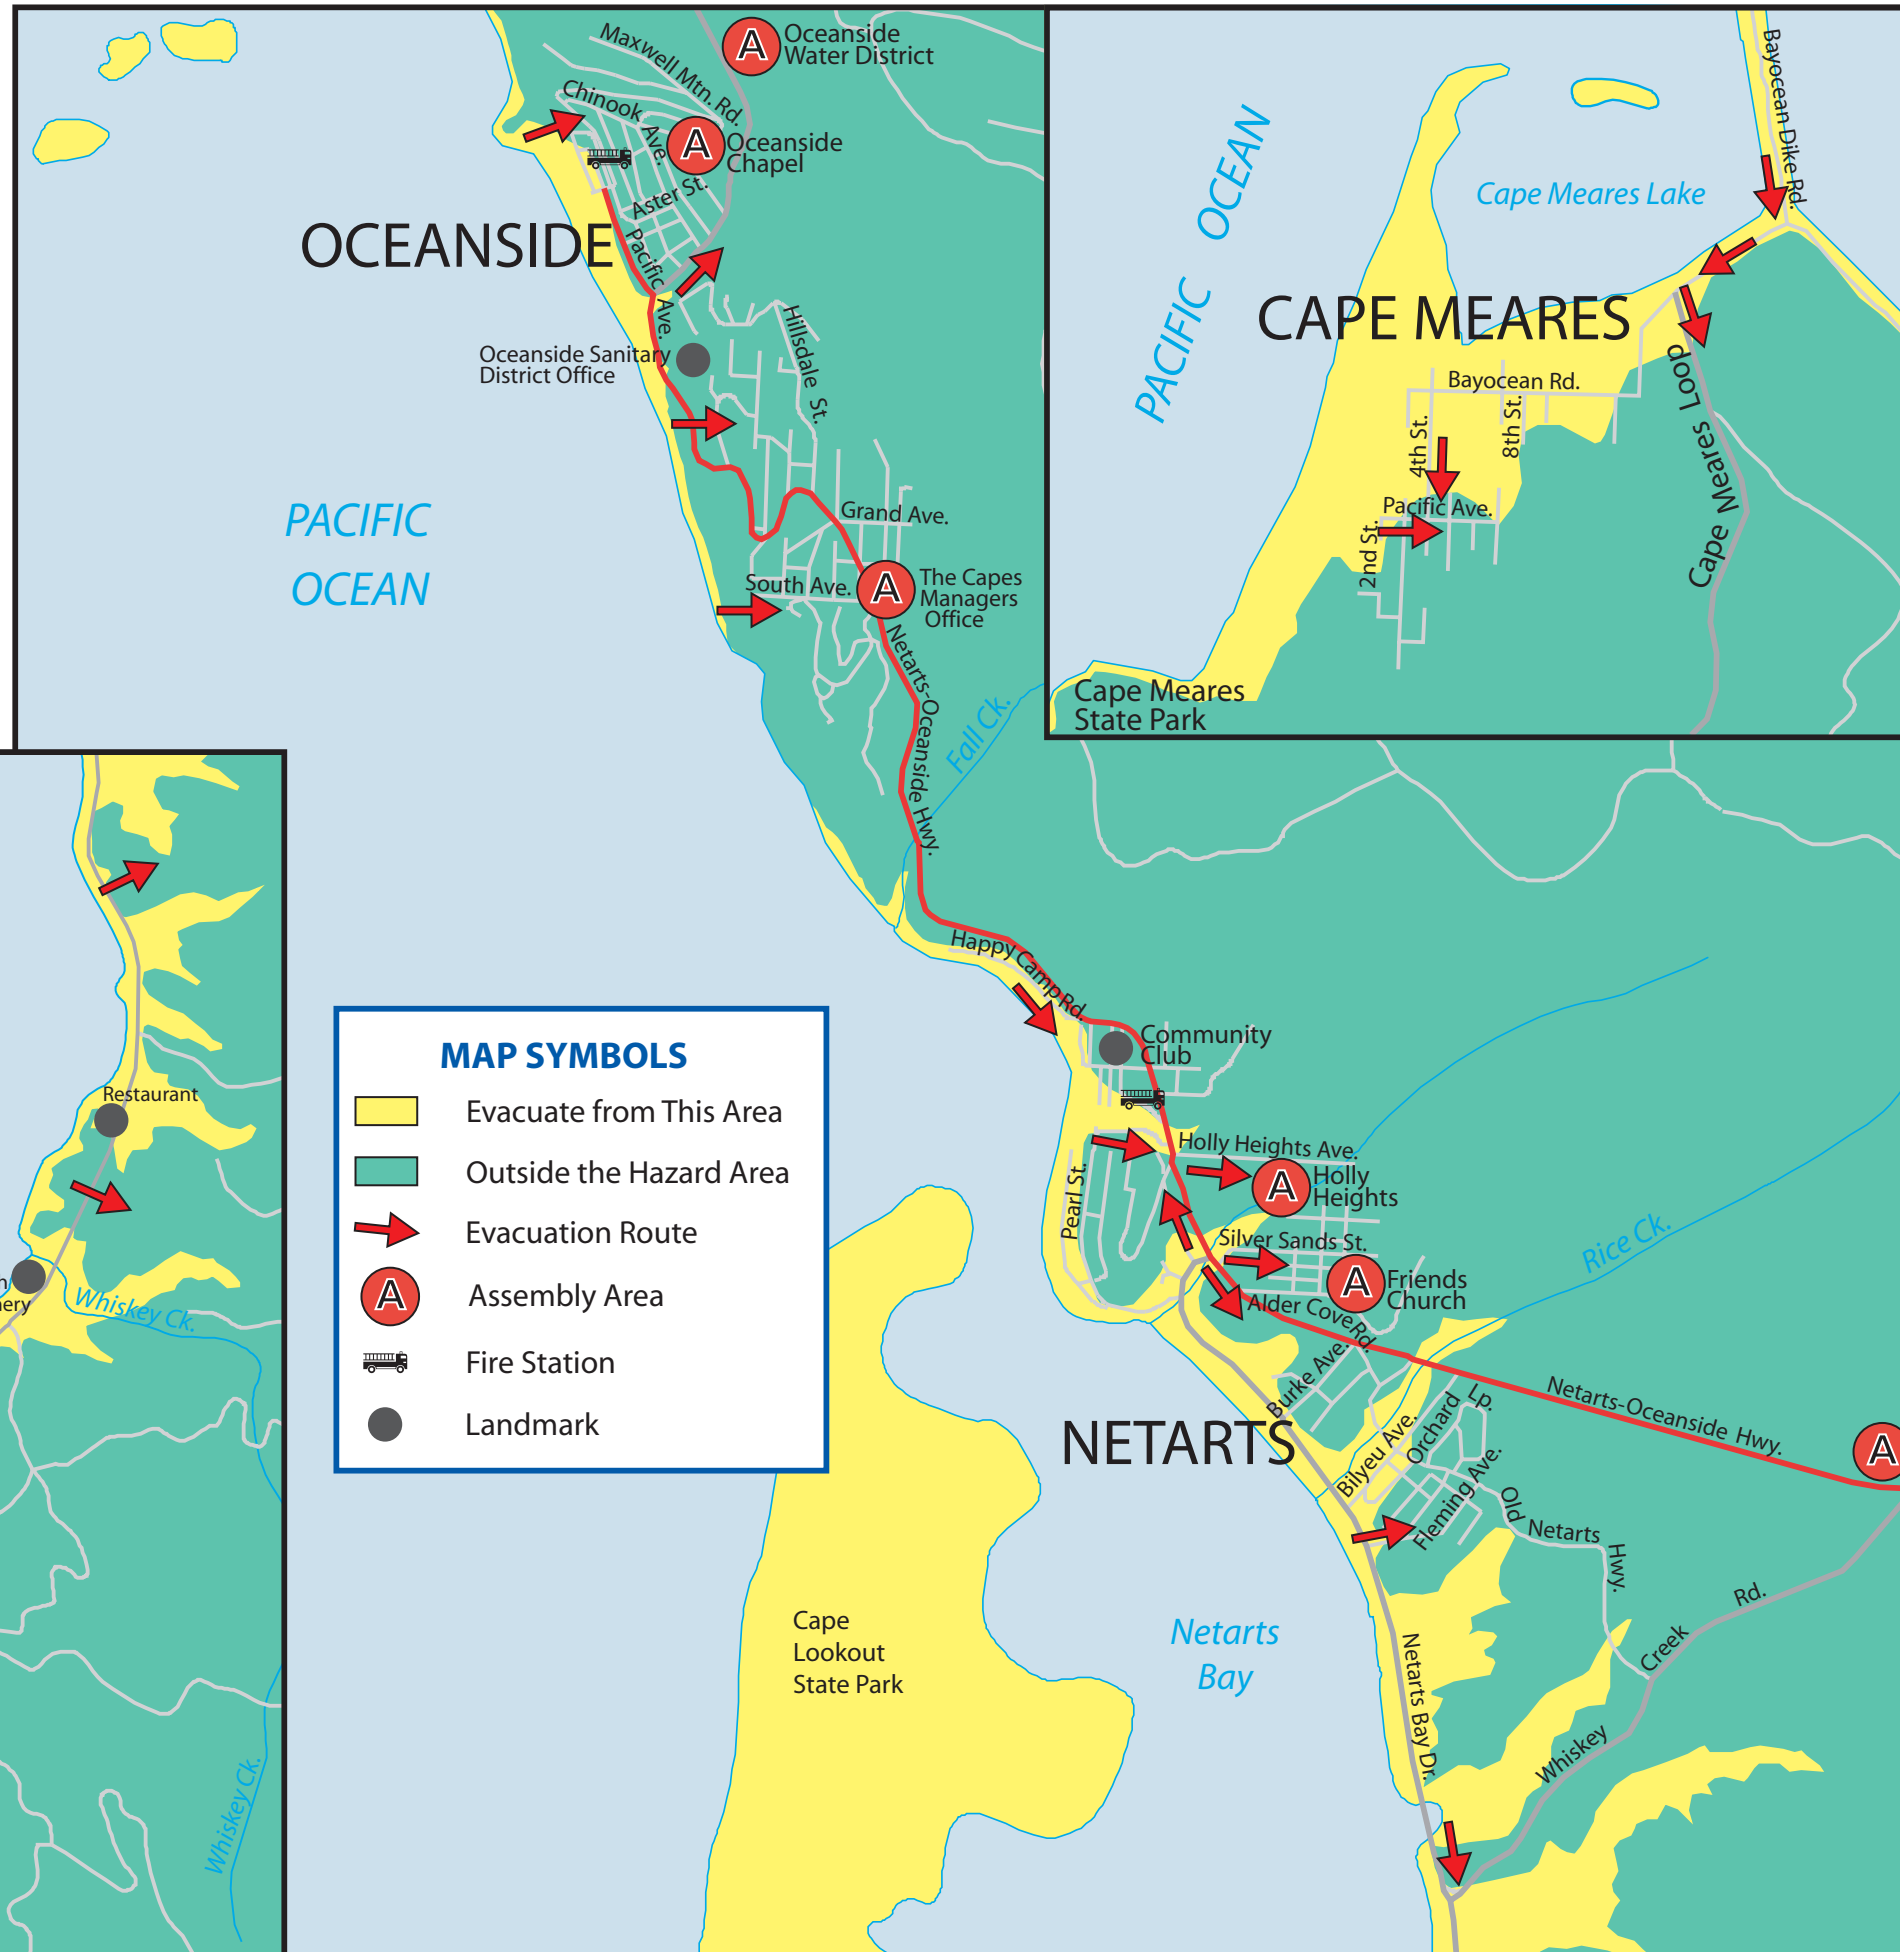 A
Oceanside
Water District
Maxwell Mtn. Rd.
Chinook Ave.
A
Oceanside
Chapel
Aster St.
OCEANSIDE
Pacific Ave.
Hillsdale St.
Oceanside Sanitary
District Office
PACIFIC
OCEAN
Grand Ave.
South Ave.
A
The Capes
Managers
Office
Netarts-Oceanside Hwy.
Fall Ck.
Bayocean Dike Rd.
PACIFIC OCEAN
Cape Meares Lake
CAPE MEARES
Bayocean Rd.
4th St.
8th St.
Pacific Ave.
2nd St.
Cape Meares Loop
Cape Meares
State Park
Restaurant
Whiskey Ck.
Whiskey Ck.
MAP SYMBOLS
Evacuate from This Area
Outside the Hazard Area
Evacuation Route
A
Assembly Area
Fire Station
Landmark
Happy Camp Rd.
Community
Club
Holly Heights Ave.
A
Holly
Heights
Pearl St.
Silver Sands St.
A
Friends
Church
Alder Cove Rd.
Rice Ck.
Burke Ave.
NETARTS
Bilyeu Ave.
Orchard Lp.
Fleming Ave.
Netarts-Oceanside Hwy.
A
Old Netarts Hwy.
Cape
Lookout
State Park
Netarts
Bay
Netarts Bay Dr.
Whiskey Creek Rd.